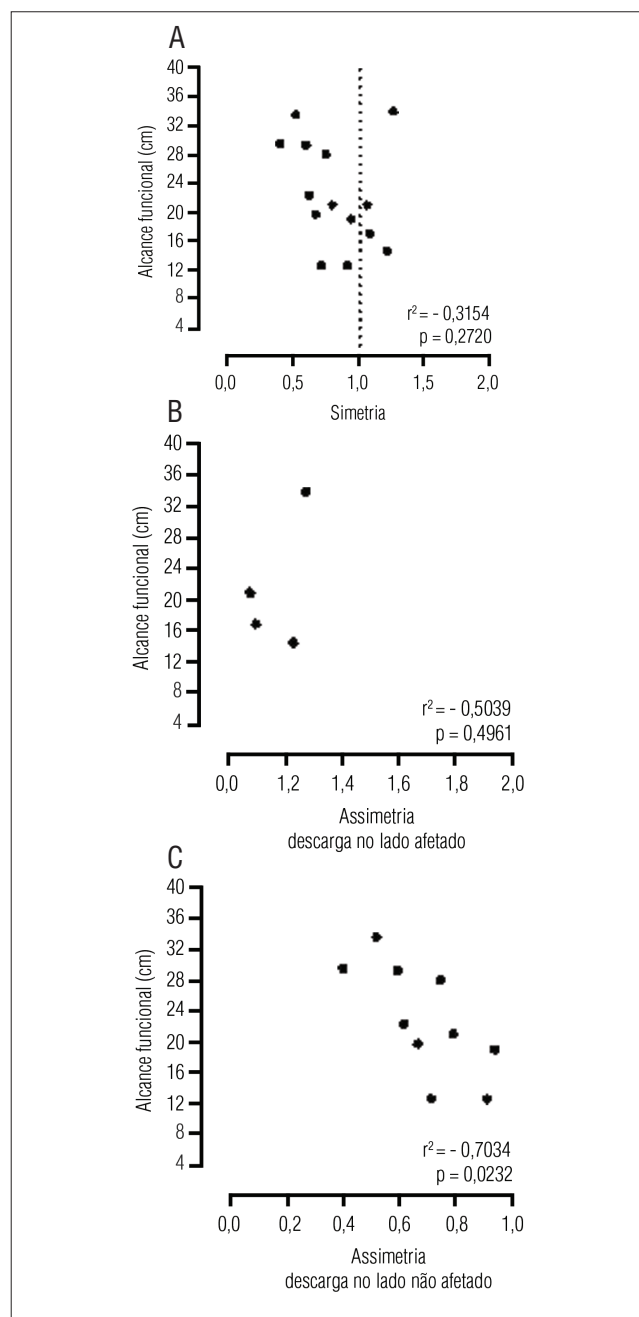 A
40
36
32
28
24
20
16
12
8
4
Alcance funcional (cm)
r² = - 0,3154
p = 0,2720
0,0 0,5 1,0 1,5 2,0
Simetria
B
40
36
32
28
24
20
16
12
8
4
Alcance funcional (cm)
r² = - 0,5039
p = 0,4961
0,0 1,2 1,4 1,6 1,8 2,0
Assimetria
descarga no lado afetado
C
40
36
32
28
24
20
16
12
8
4
Alcance funcional (cm)
r² = - 0,7034
p = 0,0232
0,0 0,2 0,4 0,6 0,8 1,0
Assimetria
descarga no lado não afetado